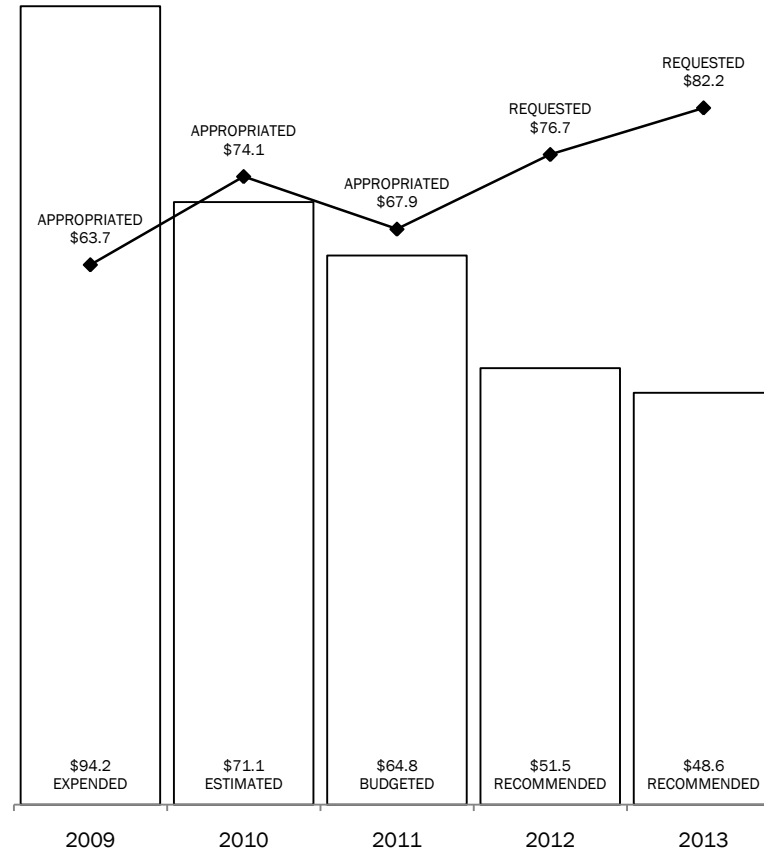 REQUESTED
$82.2
REQUESTED
$76.7
APPROPRIATED
$74.1
APPROPRIATED
$67.9
APPROPRIATED
$63.7
$94.2
EXPENDED
$71.1
ESTIMATED
$64.8
BUDGETED
$51.5
RECOMMENDED
$48.6
RECOMMENDED
2009 2010 2011 2012 2013